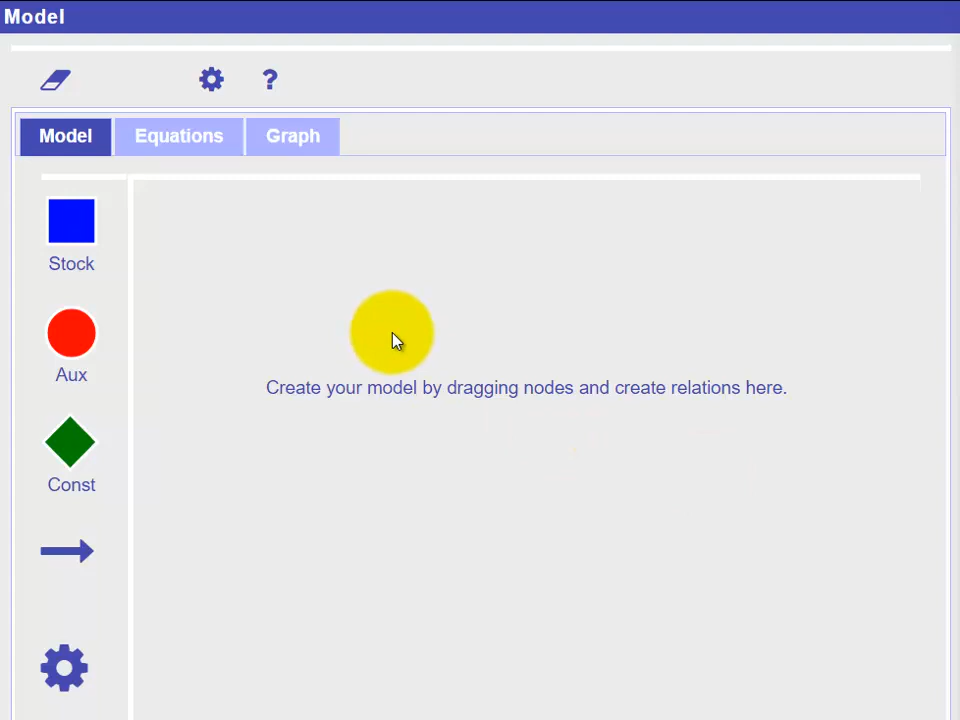 Model
?
Model
Equations
Graph
Stock
Aux
Const
Create your model by dragging nodes and create relations here.